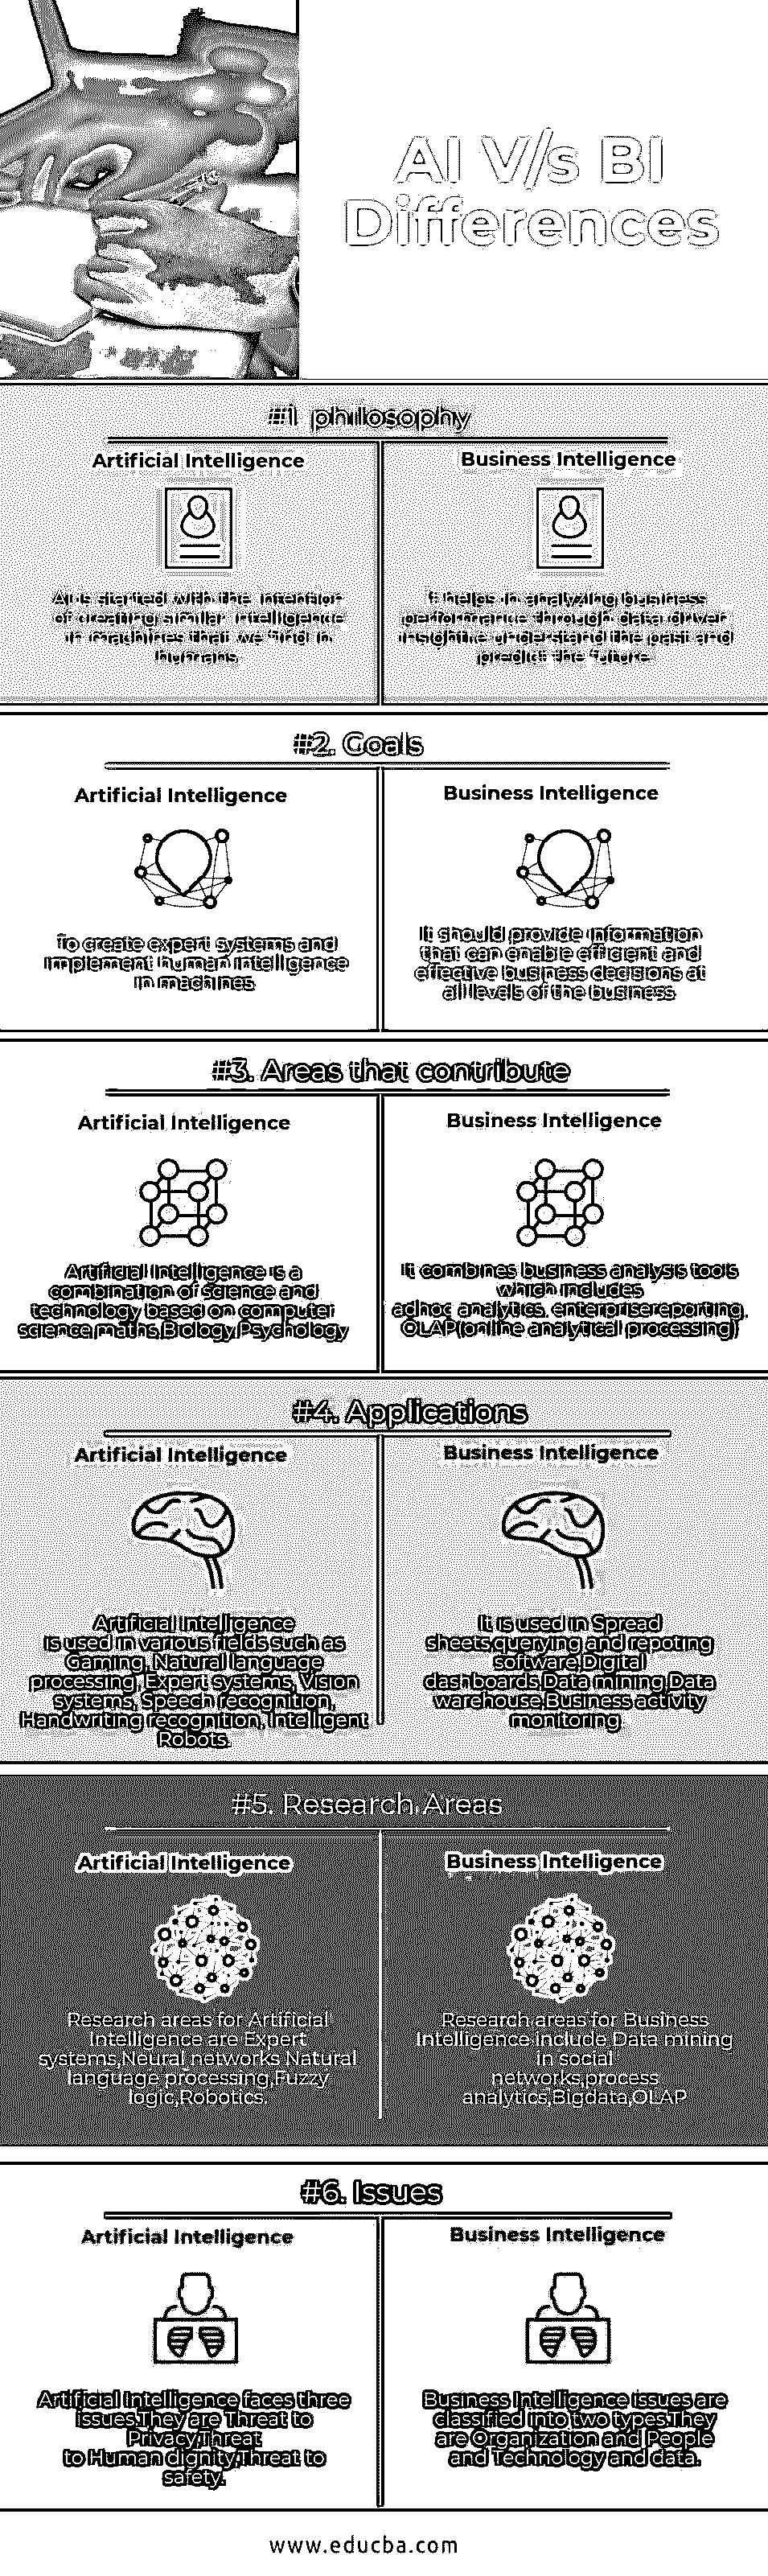 AI V/s BI
Differences
#1 philosophy
Artificial Intelligence
AI is started with the intention
of creating similar intelligence
in machines that we find in
humans.
Business Intelligence
It helps in analyzing business
performance through data driven
insight ie understand the past and
predict the future.
#2. Goals
Artificial Intelligence
To create expert systems and
implement human intelligence
in machines
Business Intelligence
It should provide information
that can enable efficient and
effective business decisions at
all levels of the business.
#3. Areas that contribute
Artificial Intelligence
Artificial Intelligence is a
combination of science and
technology based on computer
science,maths,Biology,Psychology
Business Intelligence
It combines business analysis tools
which includes
adhoc analytics, enterprisereporting,
OLAP(online analytical processing)
#4. Applications
Artificial Intelligence
Artificial Intelligence
is used in various fields such as
Gaming, Natural language
processing, Expert systems, Vision
systems, Speech recognition,
Handwriting recognition, Intelligent
Robots.
Business Intelligence
It is used in Spread
sheets,querying and repoting
software,Digital
dashboards,Data mining,Data
warehouse,Business activity
monitoring.
#5. Research Areas
Artificial Intelligence
Research areas for Artificial
Intelligence are Expert
systems,Neural networks Natural
language processing,Fuzzy
logic,Robotics.
Business Intelligence
Research areas for Business
Intelligence include Data mining
in social
networks,process
analytics,Bigdata,OLAP
#6. Issues
Artificial Intelligence
Artificial Intelligence faces three
issues.They are Threat to
Privacy,Threat
to Human dignity,Threat to
safety.
Business Intelligence
Business Intelligence issues are
classified into two types.They
are Organization and People
and Technology and data.
www.educba.com